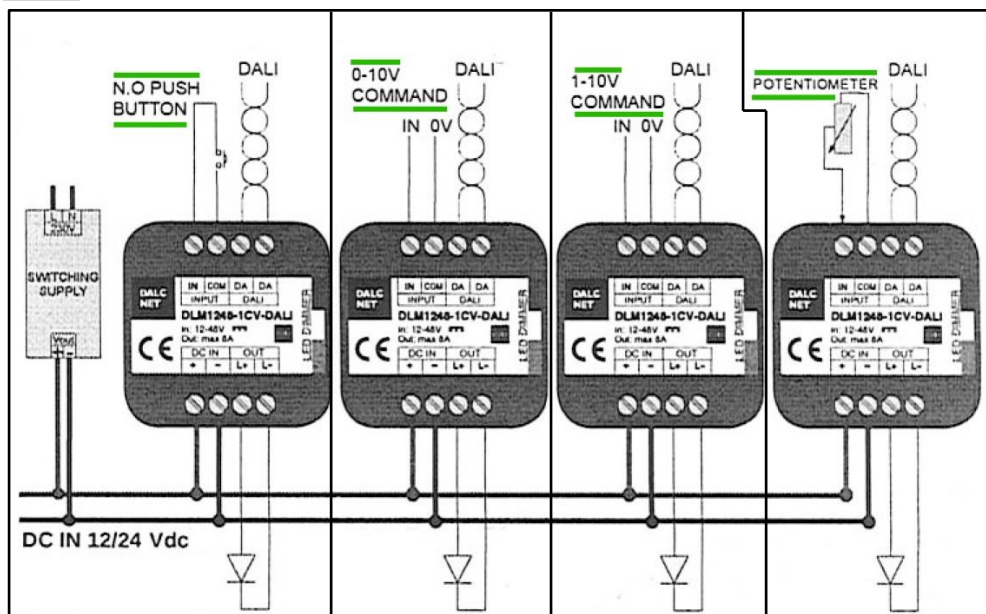 N.O PUSH
BUTTON
DALI
L N
SWITCHING
SUPPLY
Vout
+ -
DALC
NET
IN COM DA DA
INPUT DALI
DLM1248-1CV-DALI
In: 12-48V
Out: max 8A
CE
DC IN OUT
+ - L+ L-
LED DIMMER
0-10V
COMMAND
DALI
IN 0V
DALC
NET
IN COM DA DA
INPUT DALI
DLM1248-1CV-DALI
In: 12-48V
Out: max 8A
CE
DC IN OUT
+ - L+ L-
LED DIMMER
1-10V
COMMAND
DALI
IN 0V
DALC
NET
IN COM DA DA
INPUT DALI
DLM1248-1CV-DALI
In: 12-48V
Out: max 8A
CE
DC IN OUT
+ - L+ L-
LED DIMMER
POTENTIOMETER
DALI
DALC
NET
IN COM DA DA
INPUT DALI
DLM1248-1CV-DALI
In: 12-48V
Out: max 8A
CE
DC IN OUT
+ - L+ L-
LED DIMMER
DC IN 12/24 Vdc